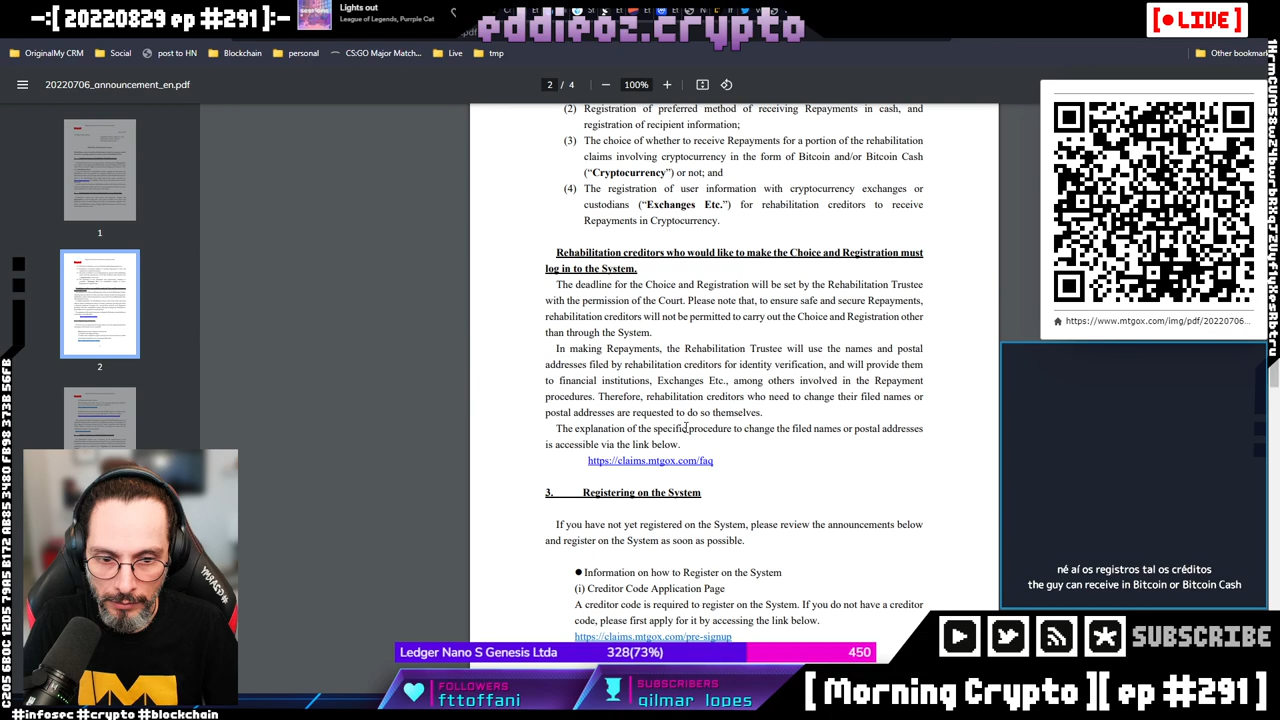 -:[ 20220829 ep #291]:-
Lights out
League of Legends, Purrple Cat
eddieoz.crypto
[●LIVE]
OriginalMy CRM
Social
post to HN
Blockchain
personal
CS:GO Major Match...
Live
tmp
Other bookmar
20220706_announcement_en.pdf
2 / 4
100%
1
2
(2) Registration of preferred method of receiving Repayments in cash, and
registration of recipient information;
(3) The choice of whether to receive Repayments for a portion of the rehabilitation
claims involving cryptocurrency in the form of Bitcoin and/or Bitcoin Cash
(“Cryptocurrency”) or not; and
(4) The registration of user information with cryptocurrency exchanges or
custodians (“Exchanges Etc.”) for rehabilitation creditors to receive
Repayments in Cryptocurrency.
Rehabilitation creditors who would like to make the Choice and Registration must
log in to the System.
The deadline for the Choice and Registration will be set by the Rehabilitation Trustee
with the permission of the Court. Please note that, to ensure safe and secure Repayments,
rehabilitation creditors will not be permitted to carry out the Choice and Registration other
than through the System.
In making Repayments, the Rehabilitation Trustee will use the names and postal
addresses filed by rehabilitation creditors for identity verification, and will provide them
to financial institutions, Exchanges Etc., among others involved in the Repayment
procedures. Therefore, rehabilitation creditors who need to change their filed names or
postal addresses are requested to do so themselves.
The explanation of the specific procedure to change the filed names or postal addresses
is accessible via the link below.
https://claims.mtgox.com/faq
3. Registering on the System
If you have not yet registered on the System, please review the announcements below
and register on the System as soon as possible.
● Information on how to Register on the System
(i) Creditor Code Application Page
A creditor code is required to register on the System. If you do not have a creditor
code, please first apply for it by accessing the link below.
https://claims.mtgox.com/pre-signup
https://www.mtgox.com/img/pdf/20220706...
né aí os registros tal os créditos
the guy can receive in Bitcoin or Bitcoin Cash
Ledger Nano S Genesis Ltda
328(73%)
450
FOLLOWERS
fttoffani
SUBSCRIBERS
gilmar_lopes
SUBSCRIBE
[ Morning Crypto ][ ep #291 ]
#infosec #crypto #blockchain